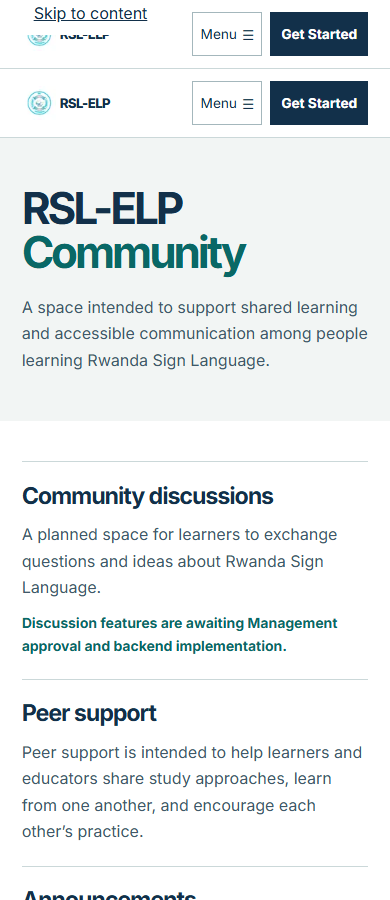 Skip to content
RSL-ELP
Menu
Get Started
RSL-ELP
Menu
Get Started
RSL-ELP
Community
A space intended to support shared learning
and accessible communication among people
learning Rwanda Sign Language.
Community discussions
A planned space for learners to exchange
questions and ideas about Rwanda Sign
Language.
Discussion features are awaiting Management
approval and backend implementation.
Peer support
Peer support is intended to help learners and
educators share study approaches, learn
from one another, and encourage each
other’s practice.
Announcements